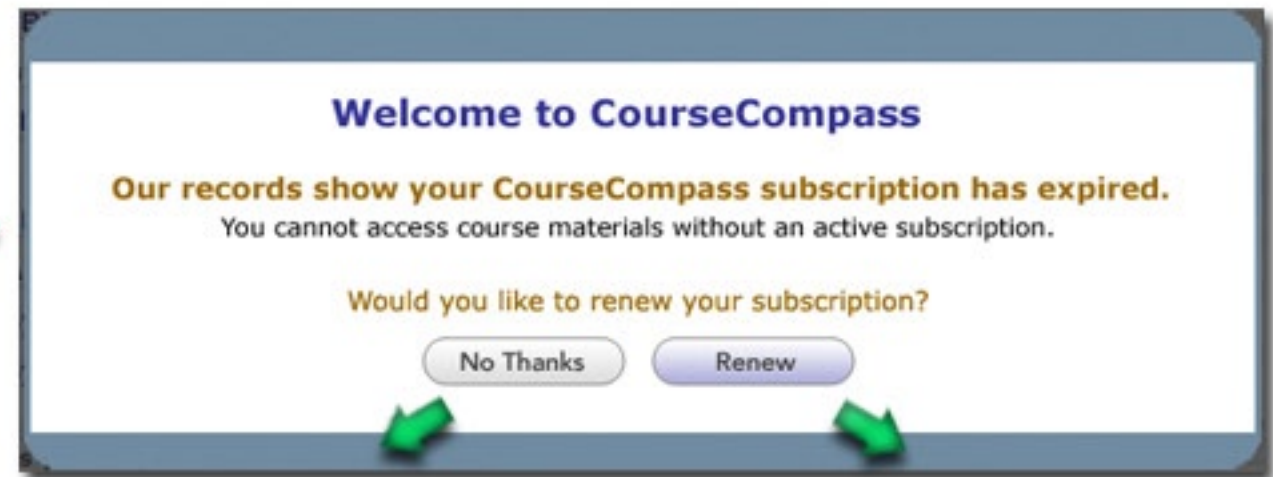 Welcome to CourseCompass
Our records show your CourseCompass subscription has expired.
You cannot access course materials without an active subscription.
Would you like to renew your subscription?
No Thanks Renew